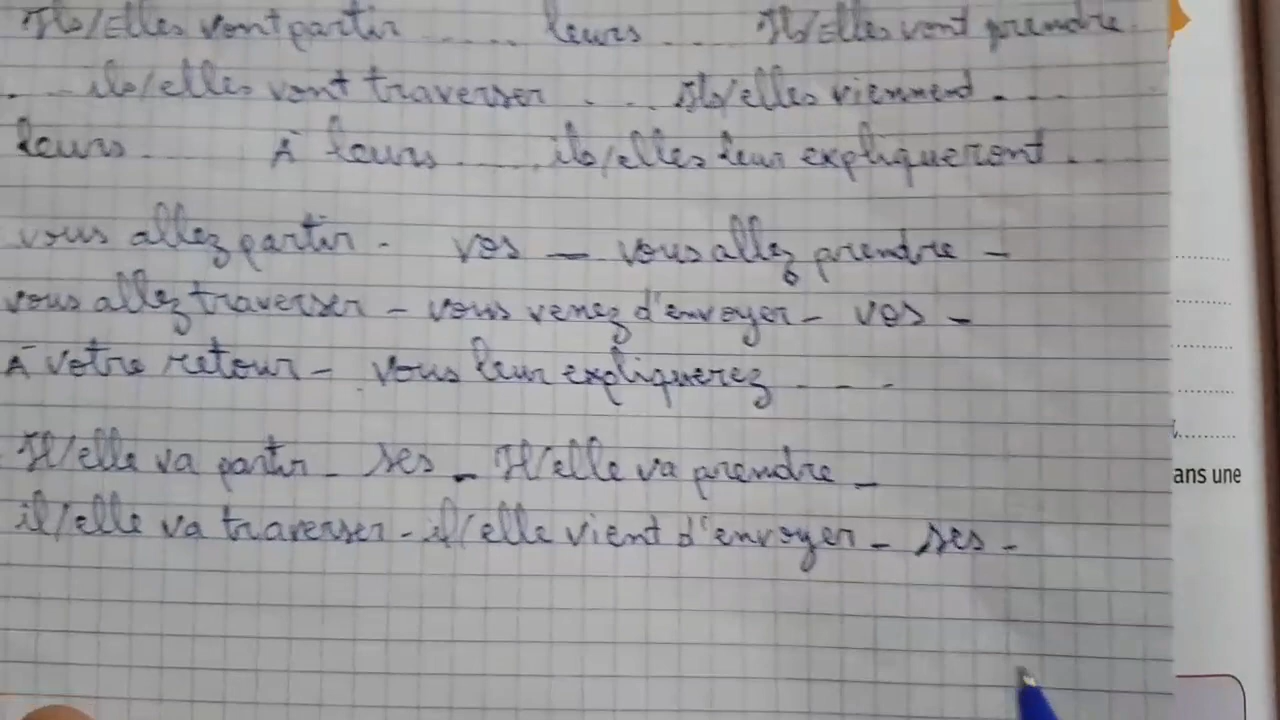 Ils/Elles vont partir ....... leurs ... Ils/Elles vont prendre
. .. ils/elles vont traverser . .. Ils/elles viennend . ...
leurs ... À leurs .... ils/elles leur expliqueront ..
vous allez partir - vos — vous allez prendre -
vous allez traverser - vous venez d'envoyer - vos -
À votre retour - vous leur expliquerez - - -
Il/elle va partir - ses - Il/elle va prendre -
il/elle va traverser - il/elle vient d'envoyer - ses -
ans une